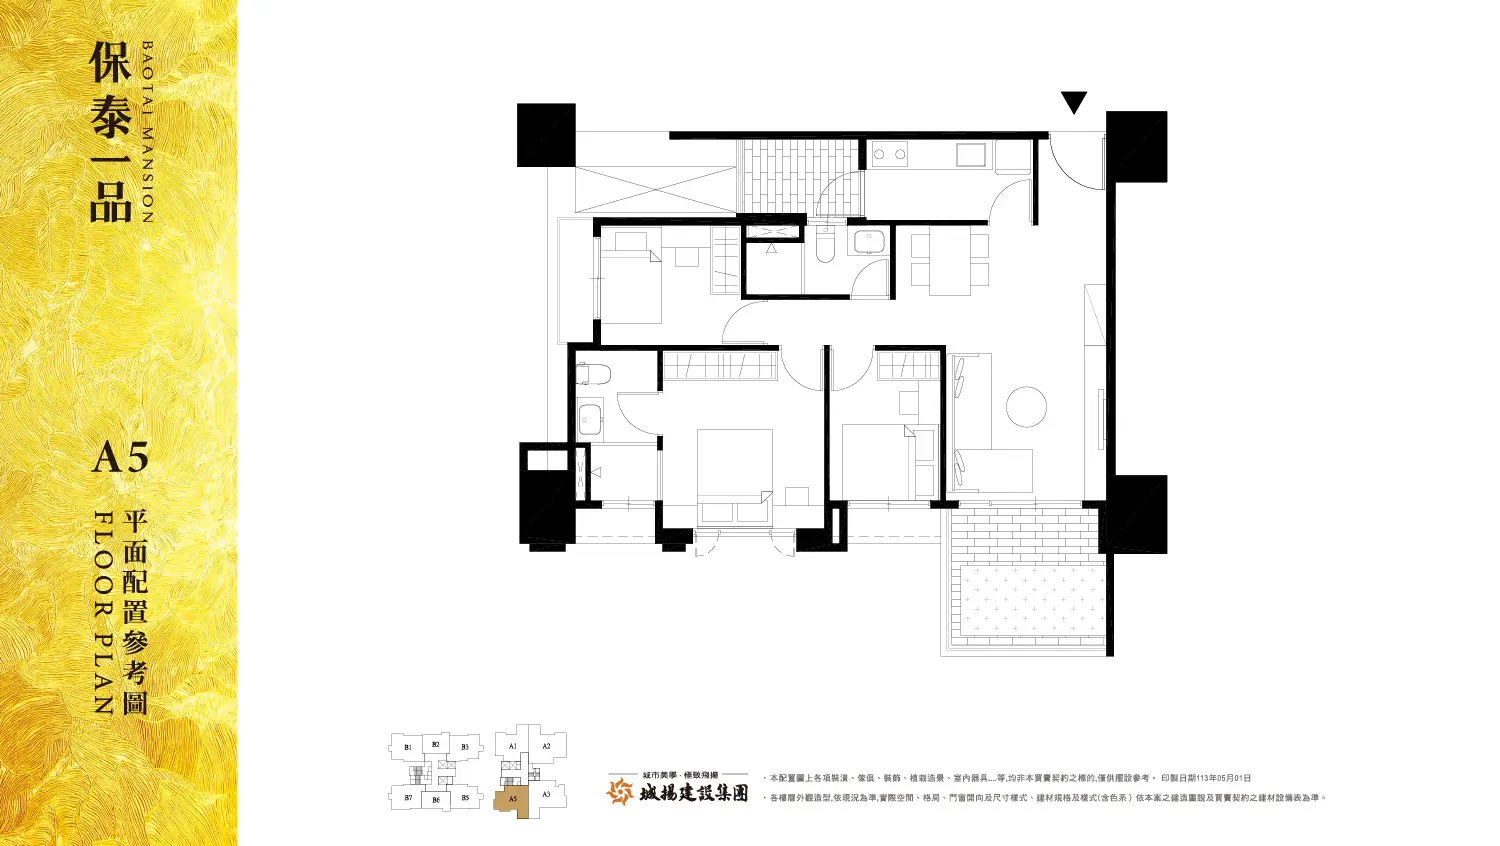 保泰一品
BAOTAI MANSION
A5
平面配置參考圖
FLOOR PLAN
B1
B2
B3
B7
B6
B5
A1
A2
A5
A3
城市美學・極致飛揚
城揚建設集團
・本配置圖上各項裝潢、傢俱、裝飾、植栽造景、室內器具....等,均非本買賣契約之標的,僅供擺設參考。 印製日期113年05月01日
・各樓層外觀造型,依現況為準,實際空間、格局、門窗開向及尺寸樣式、建材規格及樣式(含色系)依本案之建造圖說及買賣契約之建材設備表為準。